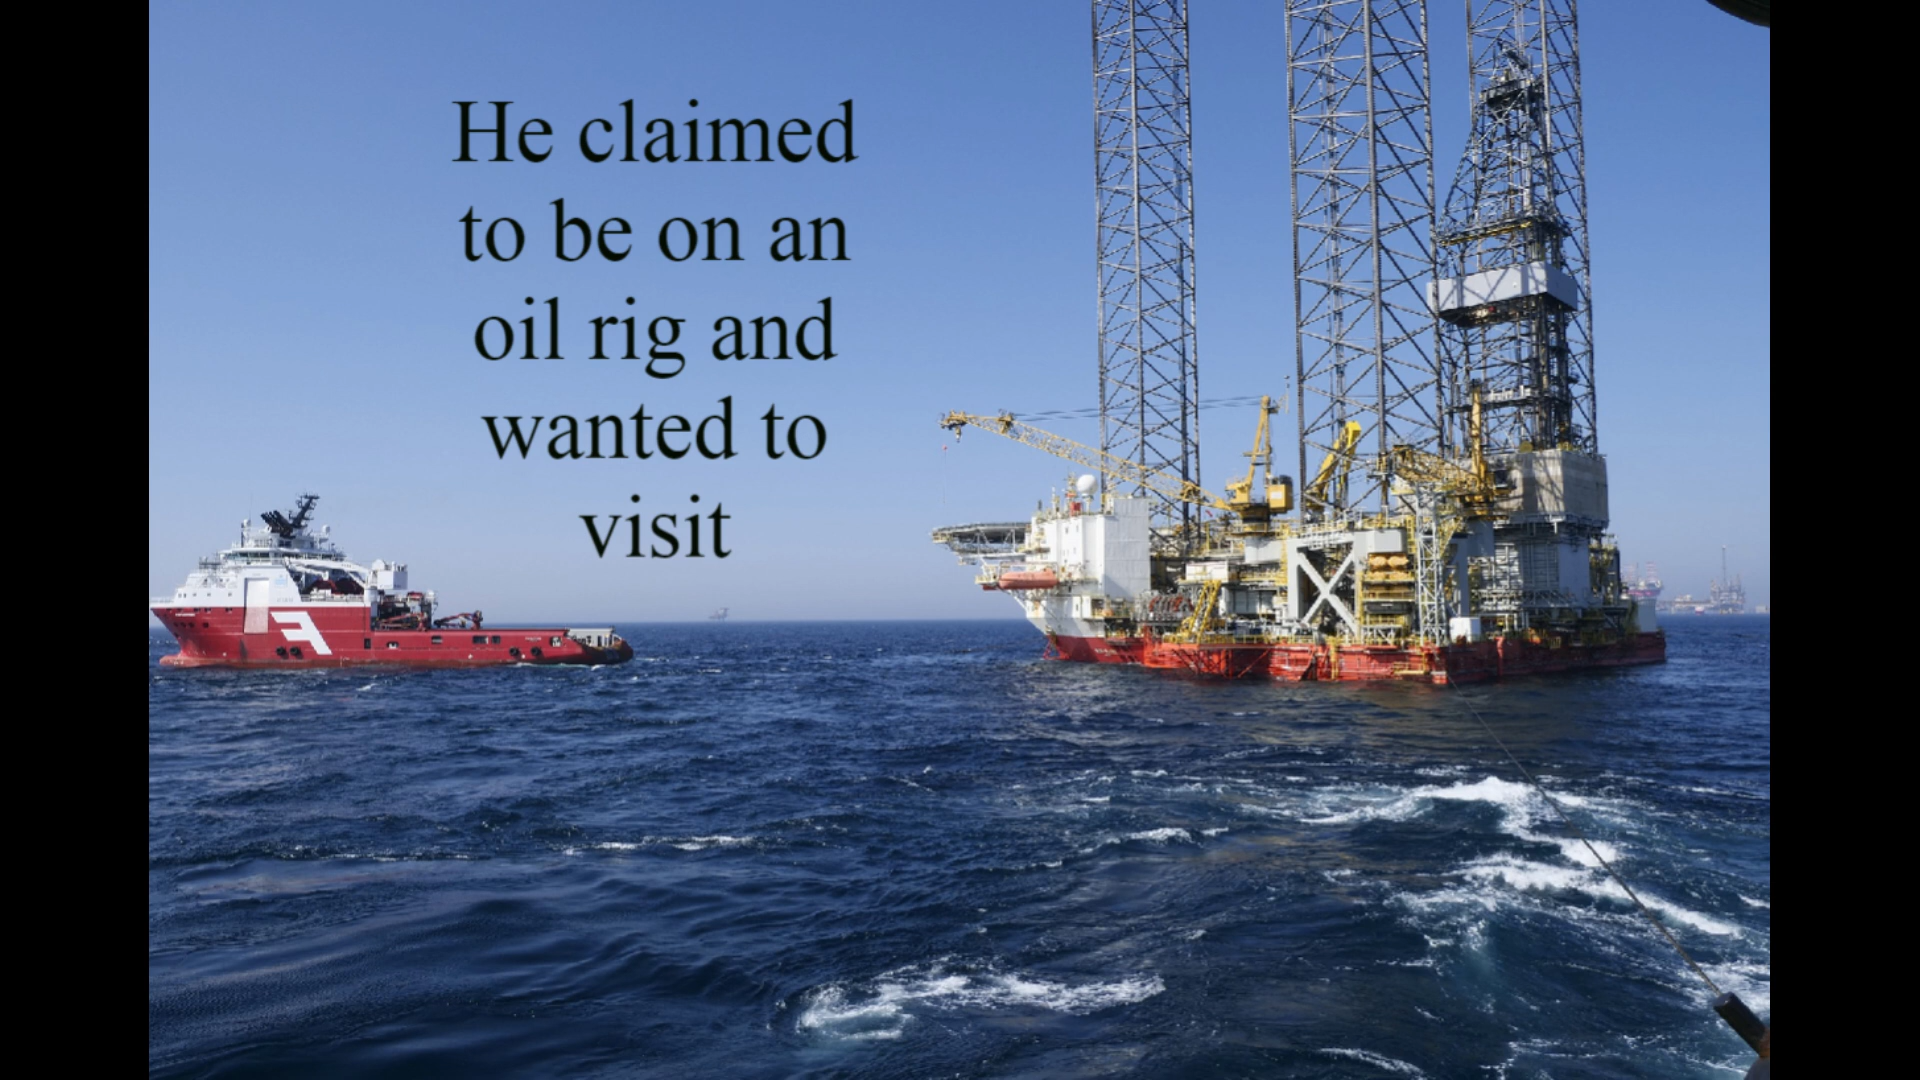 He claimed
to be on an
oil rig and
wanted to
visit